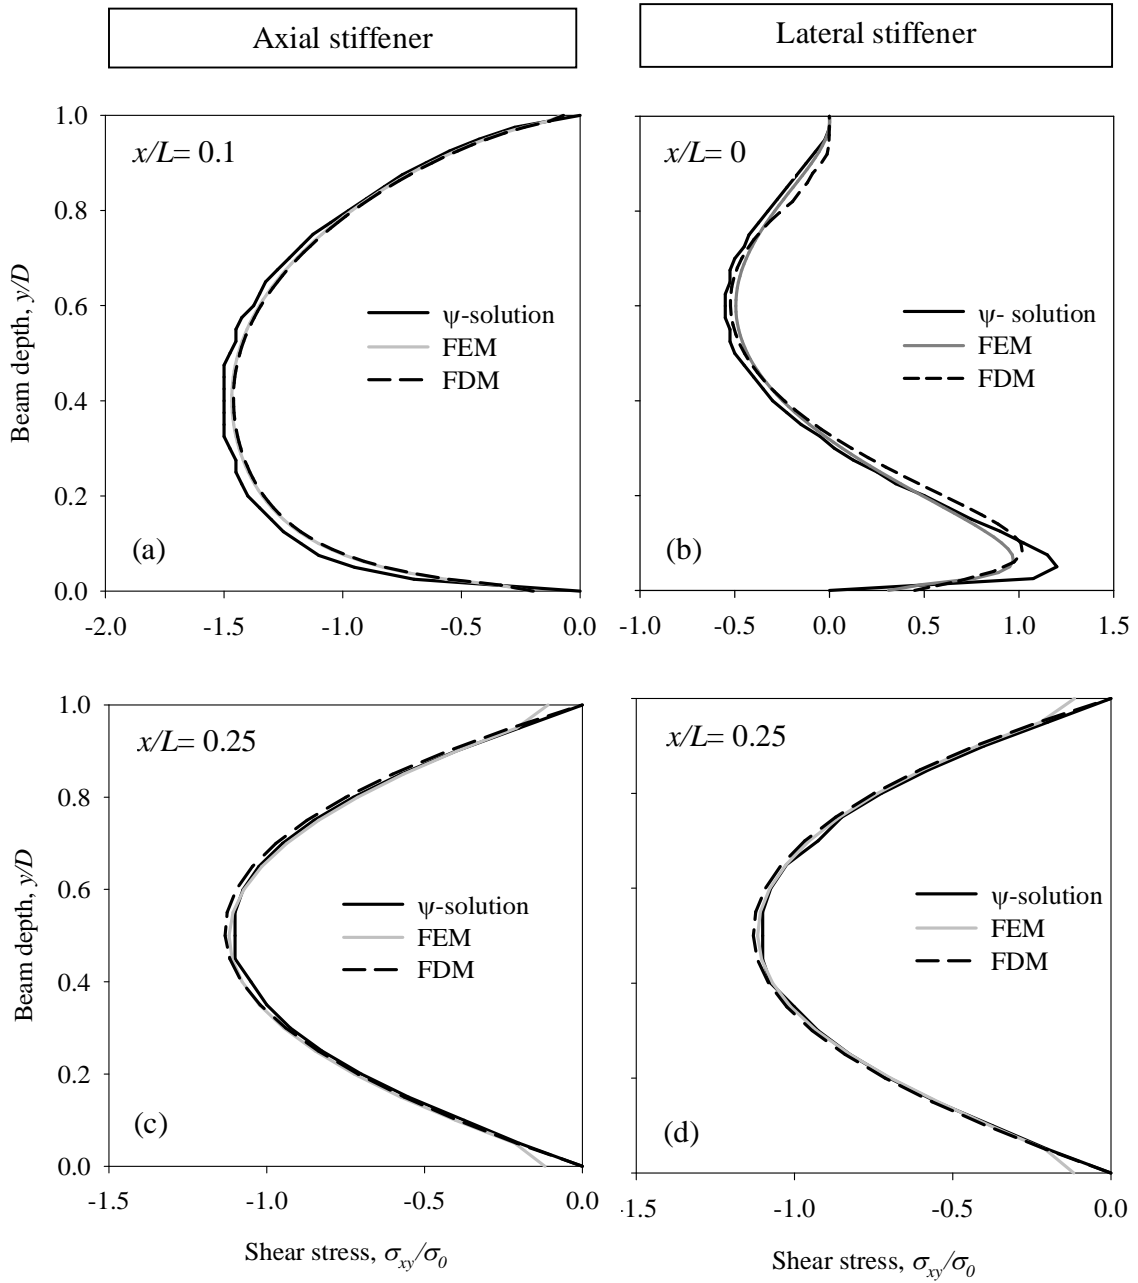 Axial stiffener
Lateral stiffener
x/L= 0.1
1.0
0.8
0.6
0.4
0.2
0.0
Beam depth, y/D
ψ-solution
FEM
FDM
(a)
-2.0 -1.5 -1.0 -0.5 0.0
x/L= 0
ψ- solution
FEM
FDM
(b)
-1.0 -0.5 0.0 0.5 1.0 1.5
x/L= 0.25
1.0
0.8
0.6
0.4
0.2
0.0
Beam depth, y/D
ψ-solution
FEM
FDM
(c)
-1.5 -1.0 -0.5 0.0
Shear stress, σxy/σ0
x/L= 0.25
ψ-solution
FEM
FDM
(d)
.1.5 -1.0 -0.5 0.0
Shear stress, σxy/σ0